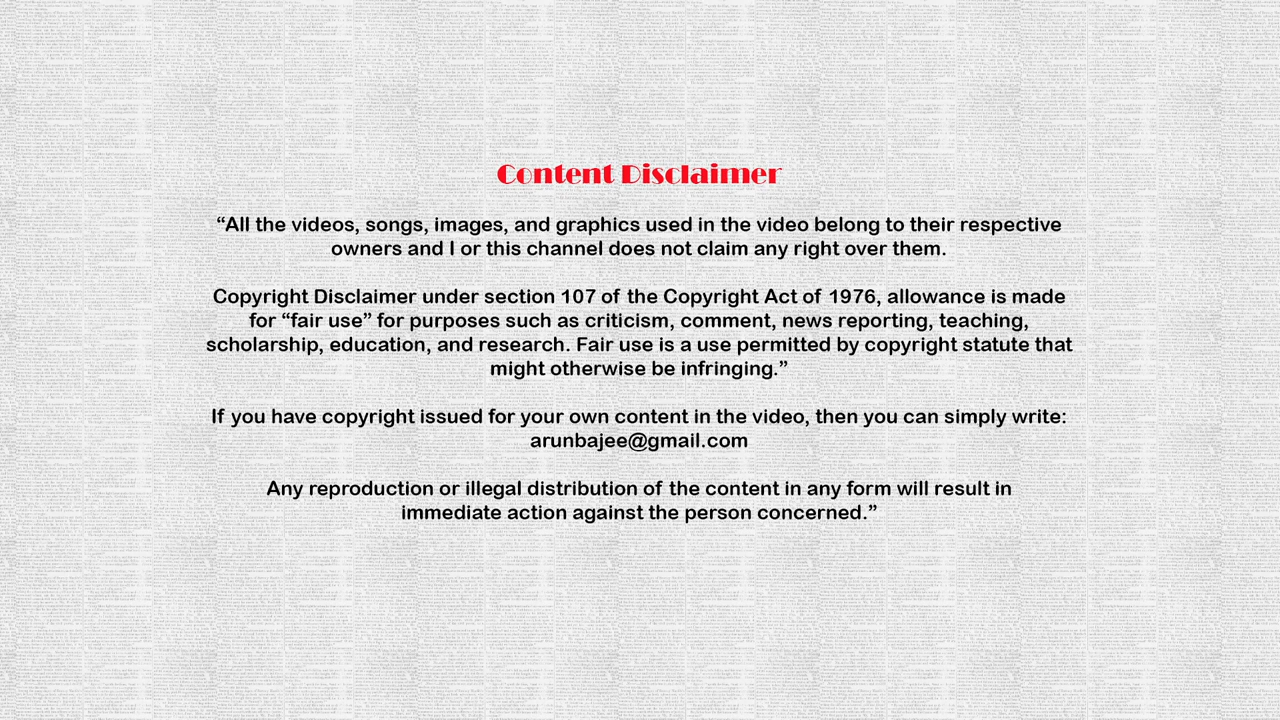 Content Disclaimer
“All the videos, songs, images, and graphics used in the video belong to their respective
owners and I or this channel does not claim any right over them.
Copyright Disclaimer under section 107 of the Copyright Act of 1976, allowance is made
for “fair use” for purposes such as criticism, comment, news reporting, teaching,
scholarship, education, and research. Fair use is a use permitted by copyright statute that
might otherwise be infringing.”
If you have copyright issued for your own content in the video, then you can simply write:
arunbajee@gmail.com
Any reproduction or illegal distribution of the content in any form will result in
immediate action against the person concerned.”